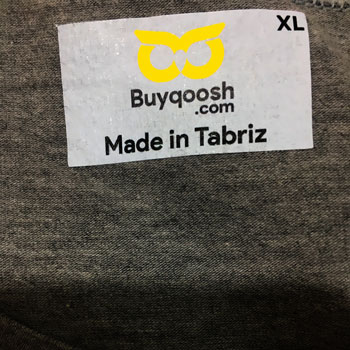 XL
Buyqoosh
.com
Made in Tabriz